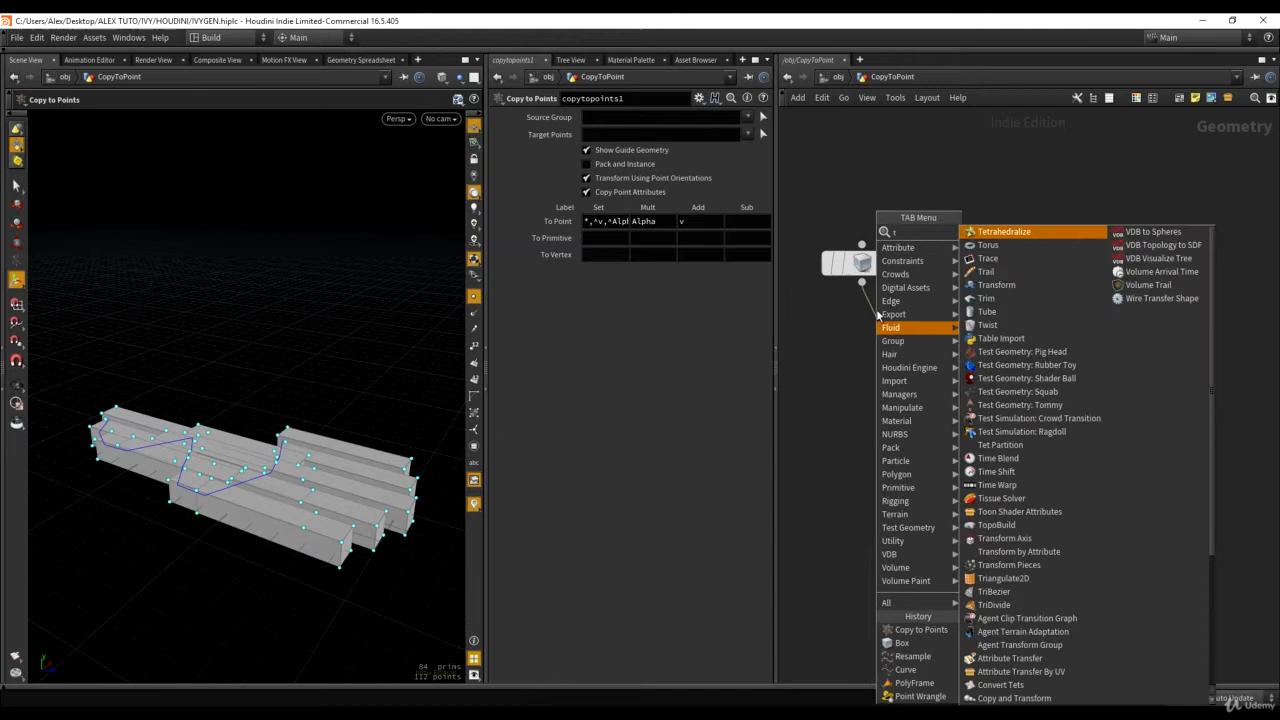 C:/Users/Alex/Desktop/ALEX TUTO/IVY/HOUDINI/IVYGEN.hiplc - Houdini Indie Limited-Commercial 16.5.405
File Edit Render Assets Windows Help Build Main Main
Scene View Animation Editor Render View Composite View Motion FX View Geometry Spreadsheet
obj CopyToPoint
Copy to Points
Persp No cam
abc
84 prims
112 points
copytopoints1 Tree View Material Palette Asset Browser
obj CopyToPoint
Copy to Points copytopoints1
Source Group
Target Points
Show Guide Geometry
Pack and Instance
Transform Using Point Orientations
Copy Point Attributes
Label Set Mult Add Sub
To Point *,^v,^Alph Alpha v
To Primitive
To Vertex
/obj/CopyToPoint
obj CopyToPoint
Add Edit Go View Tools Layout Help
Indie Edition
Geometry
TAB Menu
t
Attribute
Constraints
Crowds
Digital Assets
Edge
Export
Fluid
Group
Hair
Houdini Engine
Import
Managers
Manipulate
Material
NURBS
Pack
Particle
Polygon
Primitive
Rigging
Terrain
Test Geometry
Utility
VDB
Volume
Volume Paint
All
History
Copy to Points
Box
Resample
Curve
PolyFrame
Point Wrangle
Tetrahedralize
Torus
Trace
Trail
Transform
Trim
Tube
Twist
Table Import
Test Geometry: Pig Head
Test Geometry: Rubber Toy
Test Geometry: Shader Ball
Test Geometry: Squab
Test Geometry: Tommy
Test Simulation: Crowd Transition
Test Simulation: Ragdoll
Tet Partition
Time Blend
Time Shift
Time Warp
Tissue Solver
Toon Shader Attributes
TopoBuild
Transform Axis
Transform by Attribute
Transform Pieces
Triangulate2D
TriBezier
TriDivide
Agent Clip Transition Graph
Agent Terrain Adaptation
Agent Transform Group
Attribute Transfer
Attribute Transfer By UV
Convert Tets
Copy and Transform
VDB to Spheres
VDB Topology to SDF
VDB Visualize Tree
Volume Arrival Time
Volume Trail
Wire Transfer Shape
uto Update
Udemy